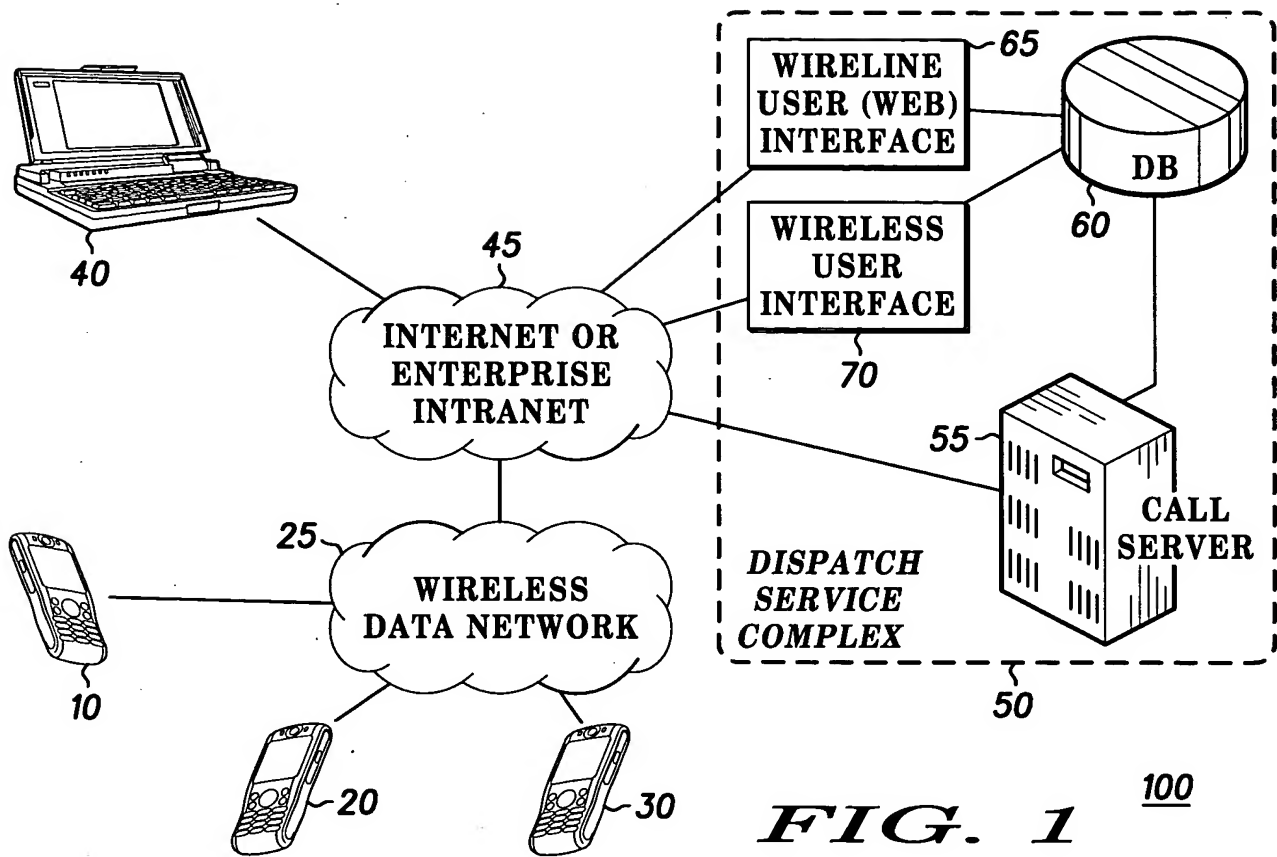 65
WIRELINE
USER (WEB)
INTERFACE
DB
60
40
45
WIRELESS
USER
INTERFACE
70
INTERNET OR
ENTERPRISE
INTRANET
55
CALL
SERVER
25
WIRELESS
DATA NETWORK
DISPATCH
SERVICE
COMPLEX
50
10
20
30
FIG. 1
100